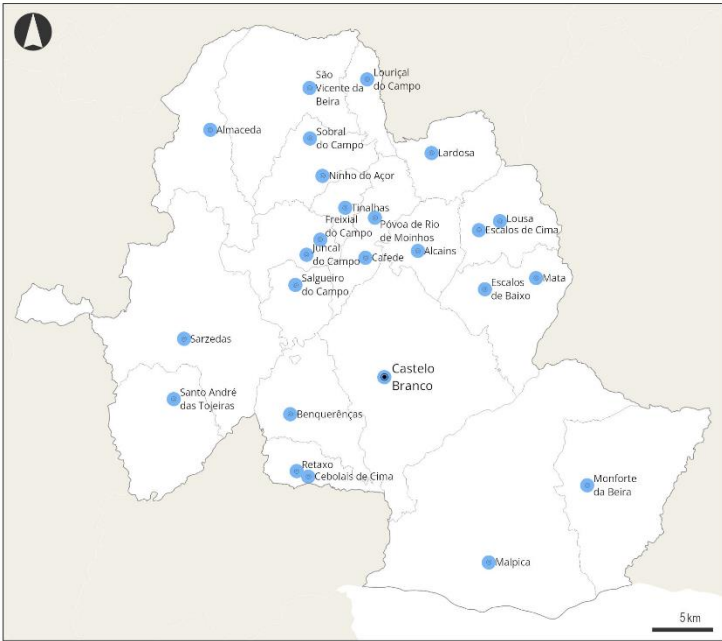 São
Vicente da
Beira
Louriçal
do Campo
Almaceda
Sobral
do Campo
Lardosa
Ninho do Açor
Tinalhas
Freixial
do Campo
Póvoa de Rio
de Moinhos
Lousa
Escalos de Cima
Juncal
do Campo
Cafede
Alcains
Salgueiro
do Campo
Escalos
de Baixo
Mata
Sarzedas
Castelo
Branco
Santo André
das Tojeiras
Benquerênças
Retaxo
Cebolais de Cima
Monforte
da Beira
Malpica
5 km